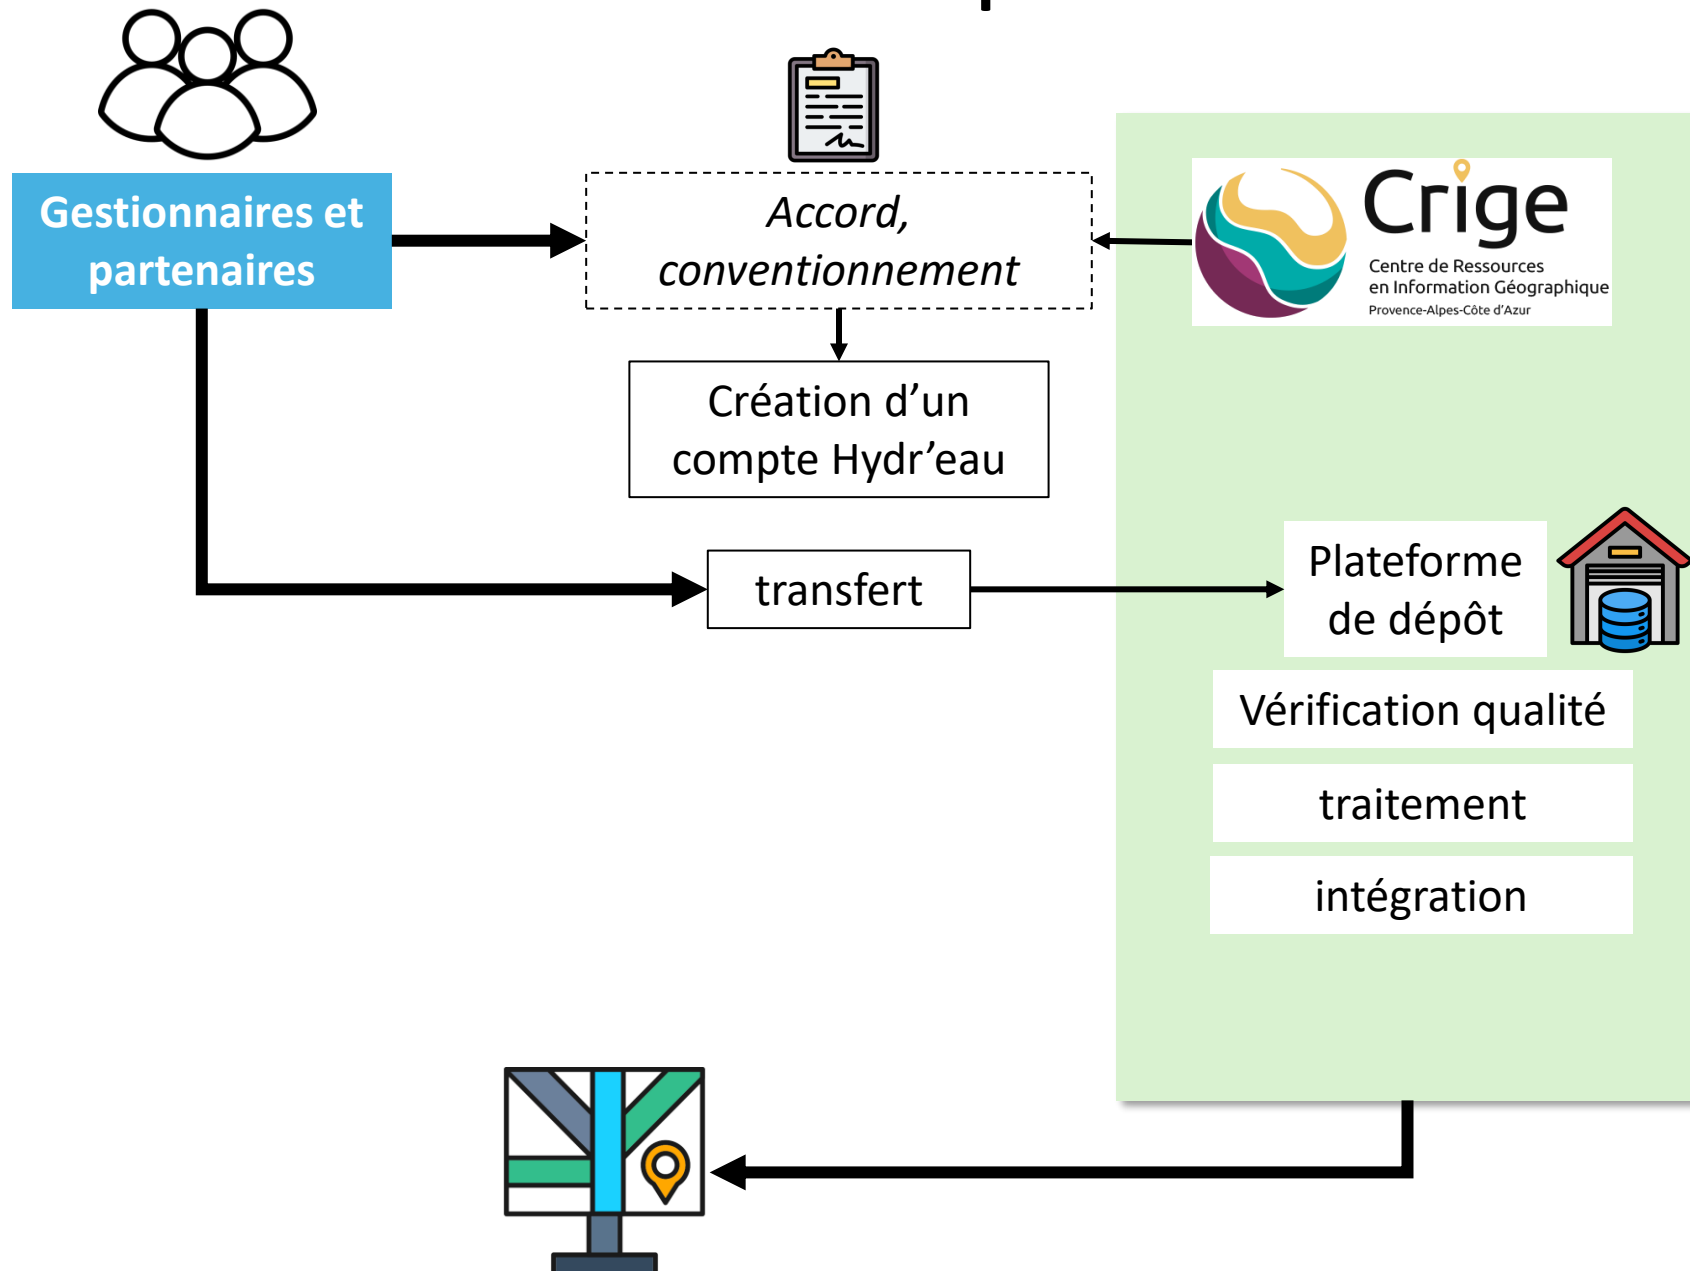 Gestionnaires et
partenaires
Accord,
conventionnement
Crige
Centre de Ressources
en Information Géographique
Provence-Alpes-Côte d'Azur
Création d’un
compte Hydr’eau
transfert
Plateforme
de dépôt
Vérification qualité
traitement
intégration